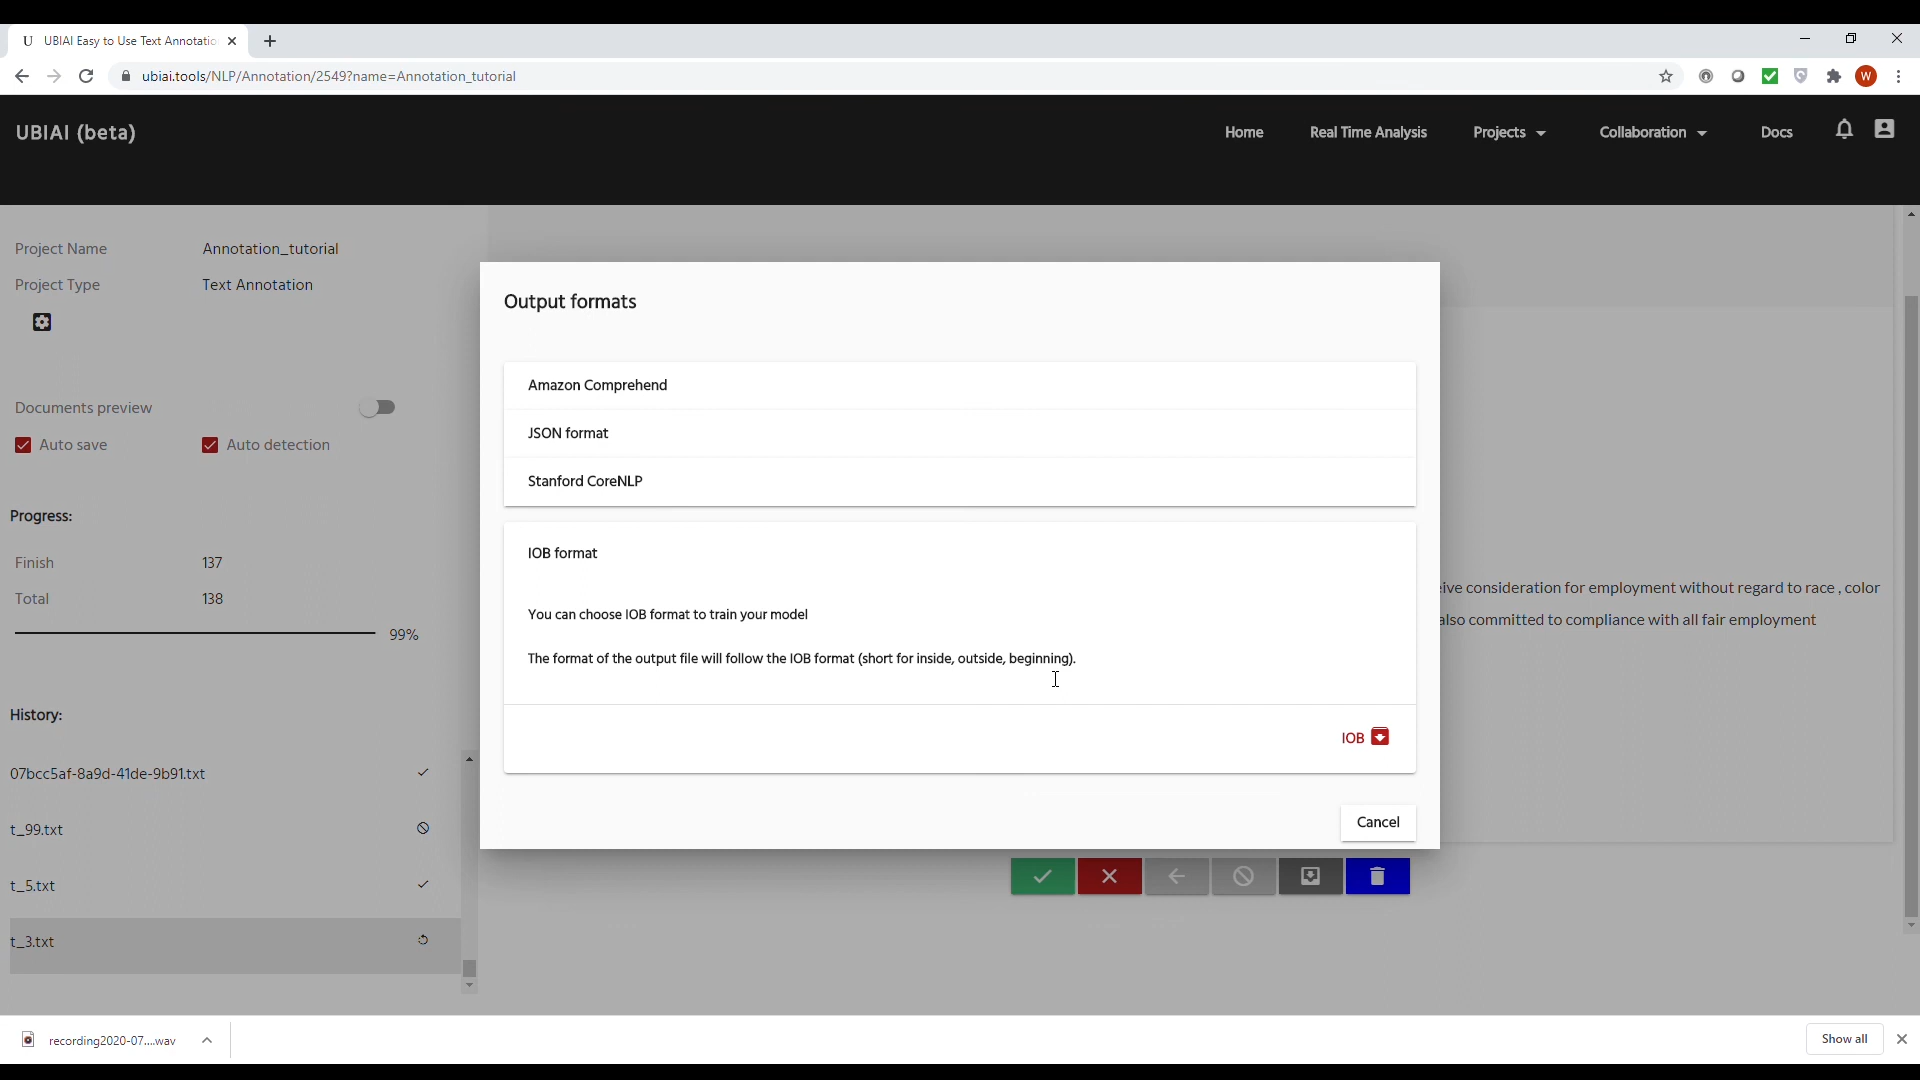 U UBIAI Easy to Use Text Annotatio
ubiai.tools/NLP/Annotation/2549?name=Annotation_tutorial
W
UBIAI (beta)
Home Real Time Analysis Projects Collaboration Docs
Project Name Annotation_tutorial
Project Type Text Annotation
Documents preview
Auto save Auto detection
Progress:
Finish 137
Total 138
99%
History:
07bcc5af-8a9d-41de-9b91.txt
t_99.txt
t_5.txt
t_3.txt
Output formats
Amazon Comprehend
JSON format
Stanford CoreNLP
IOB format
You can choose IOB format to train your model
The format of the output file will follow the IOB format (short for inside, outside, beginning).
IOB
Cancel
ive consideration for employment without regard to race , color
also committed to compliance with all fair employment
recording2020-07....wav
Show all